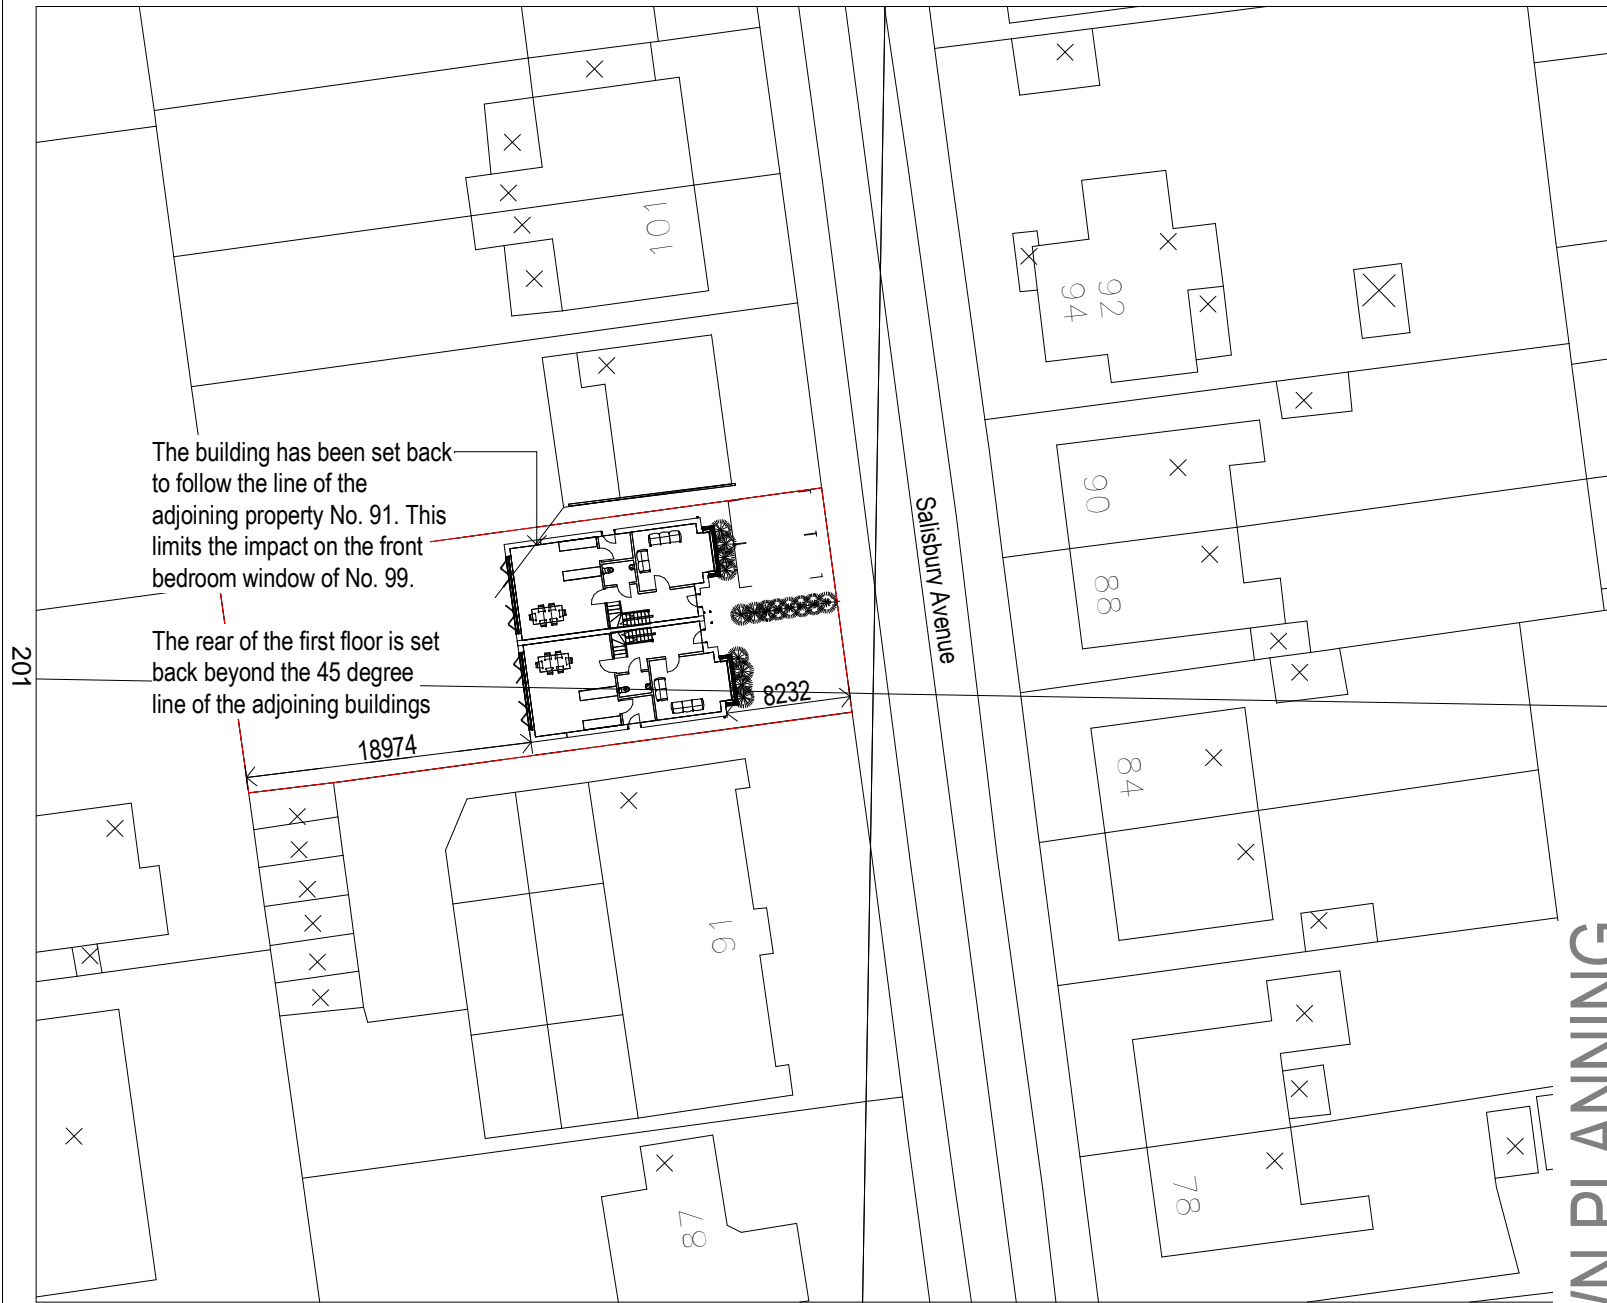 101
92
94
The building has been set back
to follow the line of the
adjoining property No. 91. This
limits the impact on the front
bedroom window of No. 99.
The rear of the first floor is set
back beyond the 45 degree
line of the adjoining buildings
201
18974
8232
Salisbury Avenue
90
88
84
91
87
78